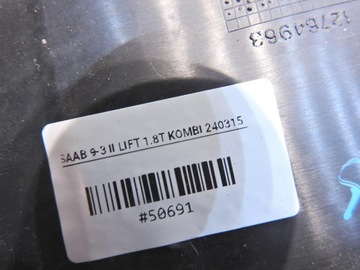 12764963
SAAB 9-3 II LIFT 1.8T KOMBI 240315
#50691